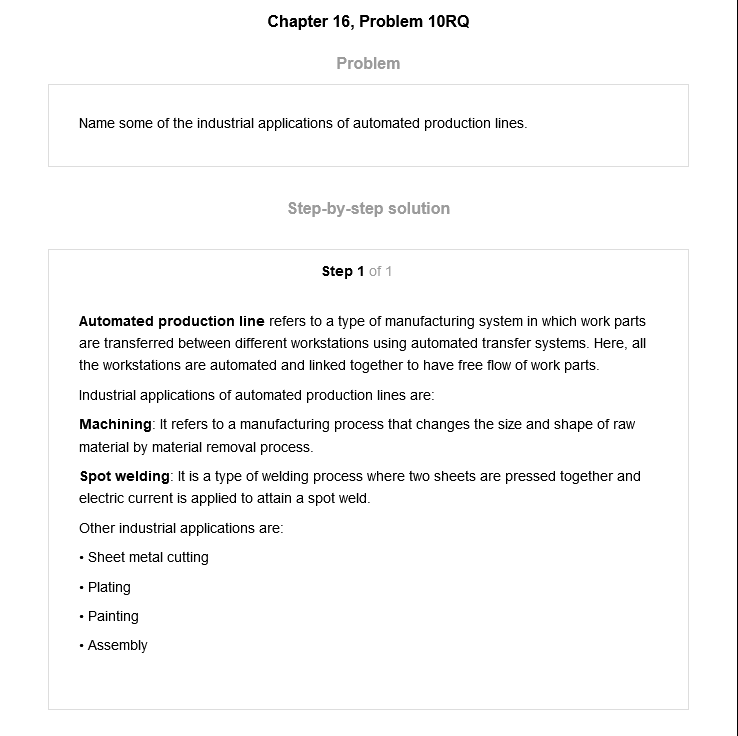 Chapter 16, Problem 10RQ
Problem
Name some of the industrial applications of automated production lines.
Step-by-step solution
Step 1 of 1
Automated production line refers to a type of manufacturing system in which work parts
are transferred between different workstations using automated transfer systems. Here, all
the workstations are automated and linked together to have free flow of work parts.
Industrial applications of automated production lines are:
Machining: It refers to a manufacturing process that changes the size and shape of raw
material by material removal process.
Spot welding: It is a type of welding process where two sheets are pressed together and
electric current is applied to attain a spot weld.
Other industrial applications are:
• Sheet metal cutting
• Plating
• Painting
• Assembly